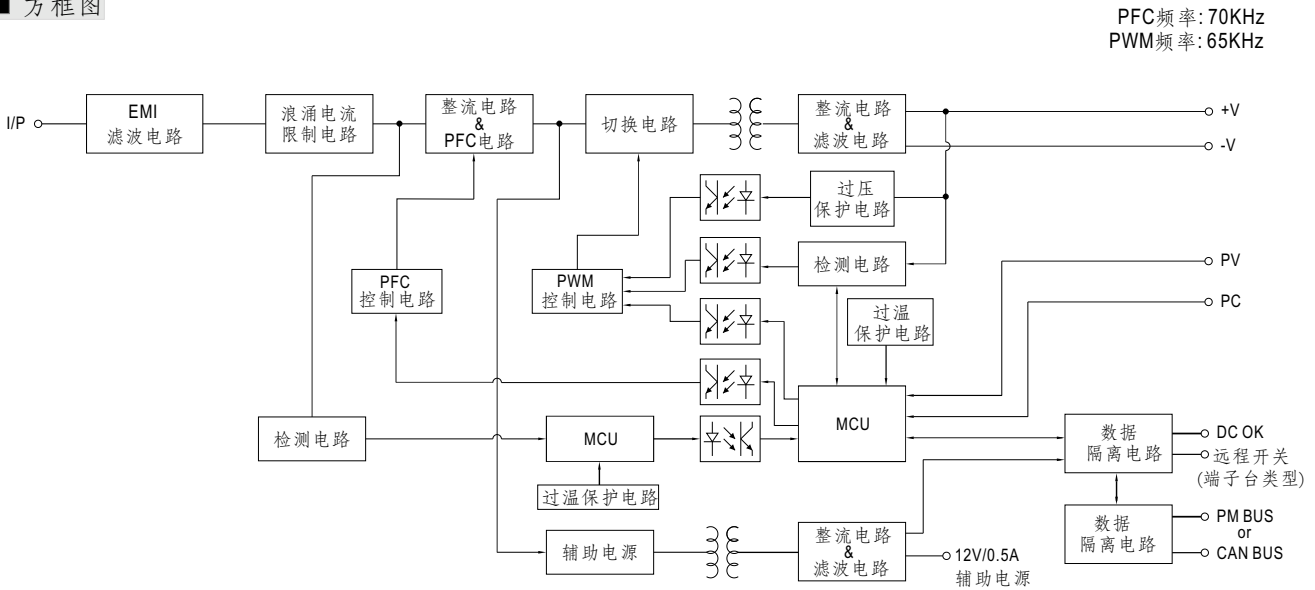 ■ 方框图
PFC频率: 70KHz
PWM频率: 65KHz
I/P
EMI
滤波电路
浪涌电流
限制电路
整流电路
&
PFC电路
切换电路
整流电路
&
滤波电路
+V
-V
过压
保护电路
PFC
控制电路
PWM
控制电路
检测电路
PV
过温
保护电路
PC
检测电路
MCU
MCU
数据
隔离电路
DC OK
远程开关
(端子台类型)
过温保护电路
辅助电源
整流电路
&
滤波电路
12V/0.5A
辅助电源
数据
隔离电路
PM BUS
or
CAN BUS